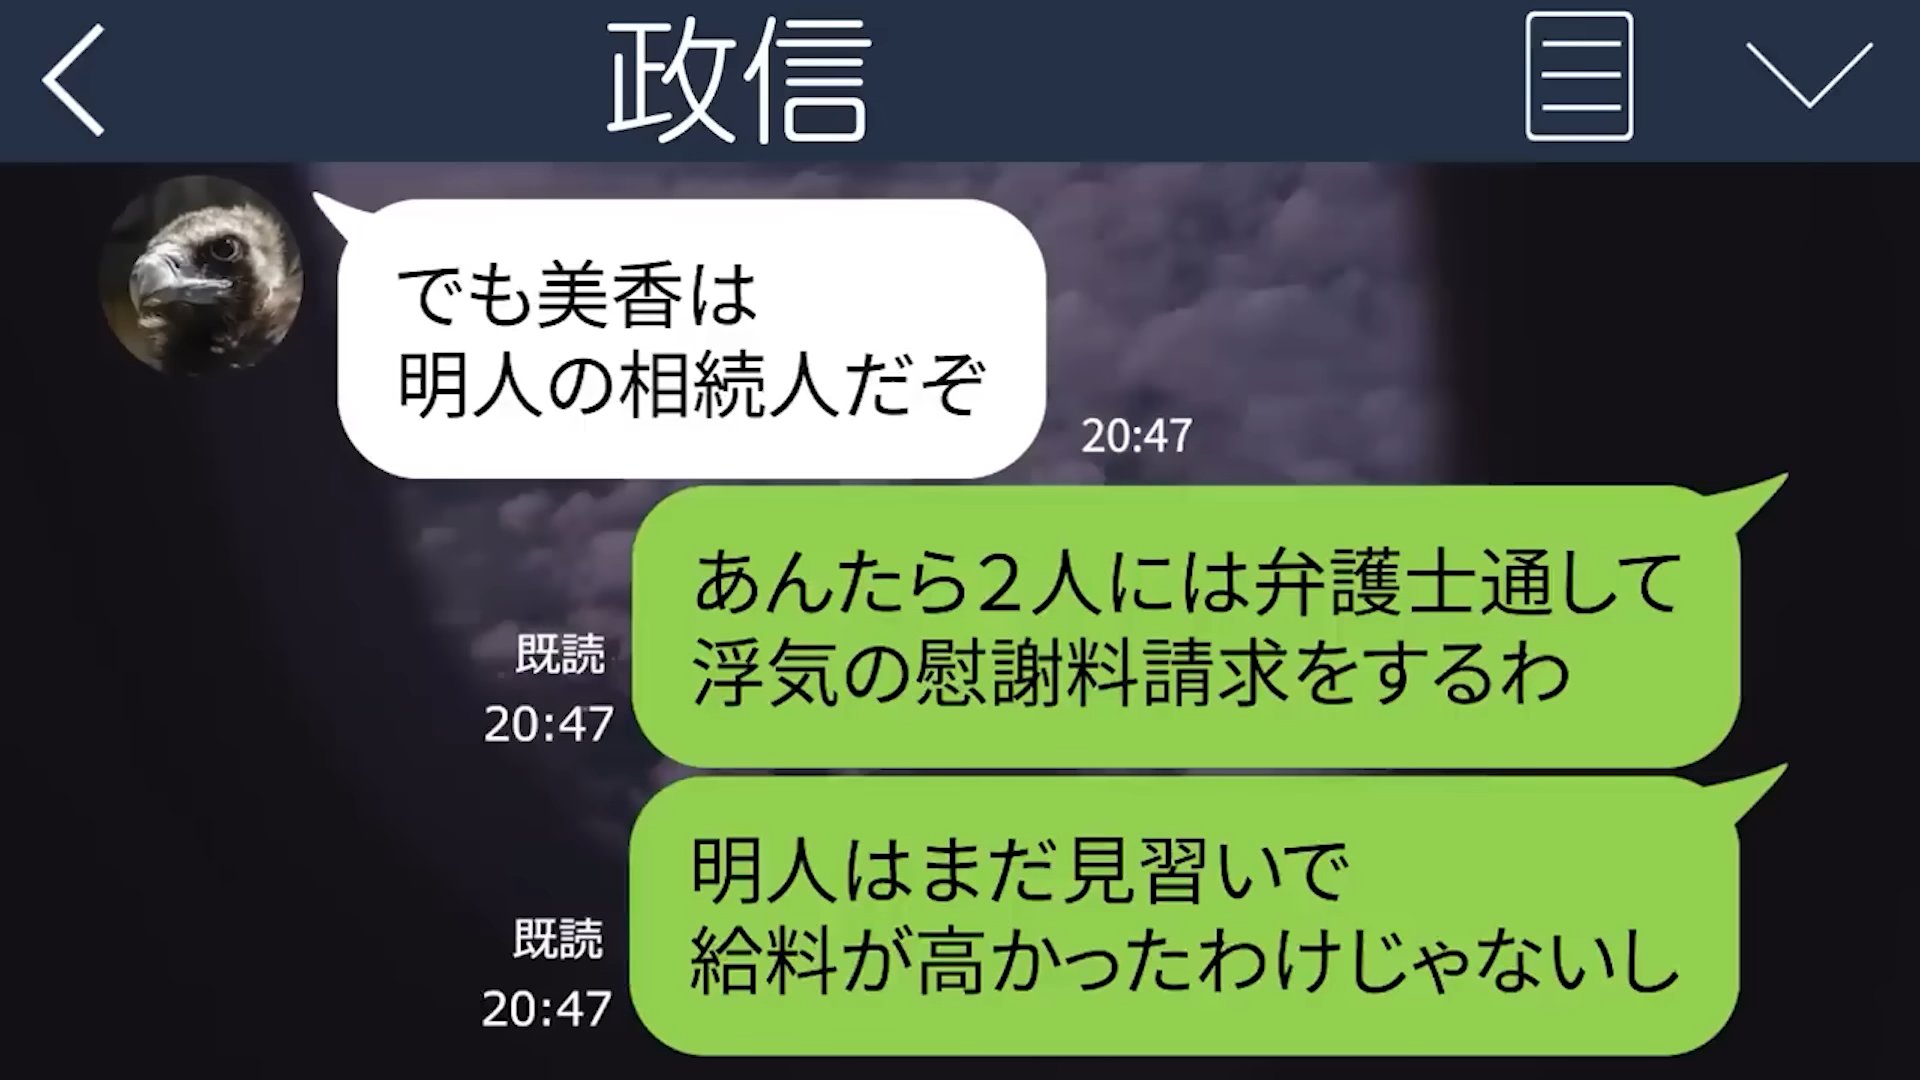 政信
でも美香は
明人の相続人だぞ
20:47
あんたら２人には弁護士通して
浮気の慰謝料請求をするわ
既読
20:47
明人はまだ見習いで
給料が高かったわけじゃないし
既読
20:47